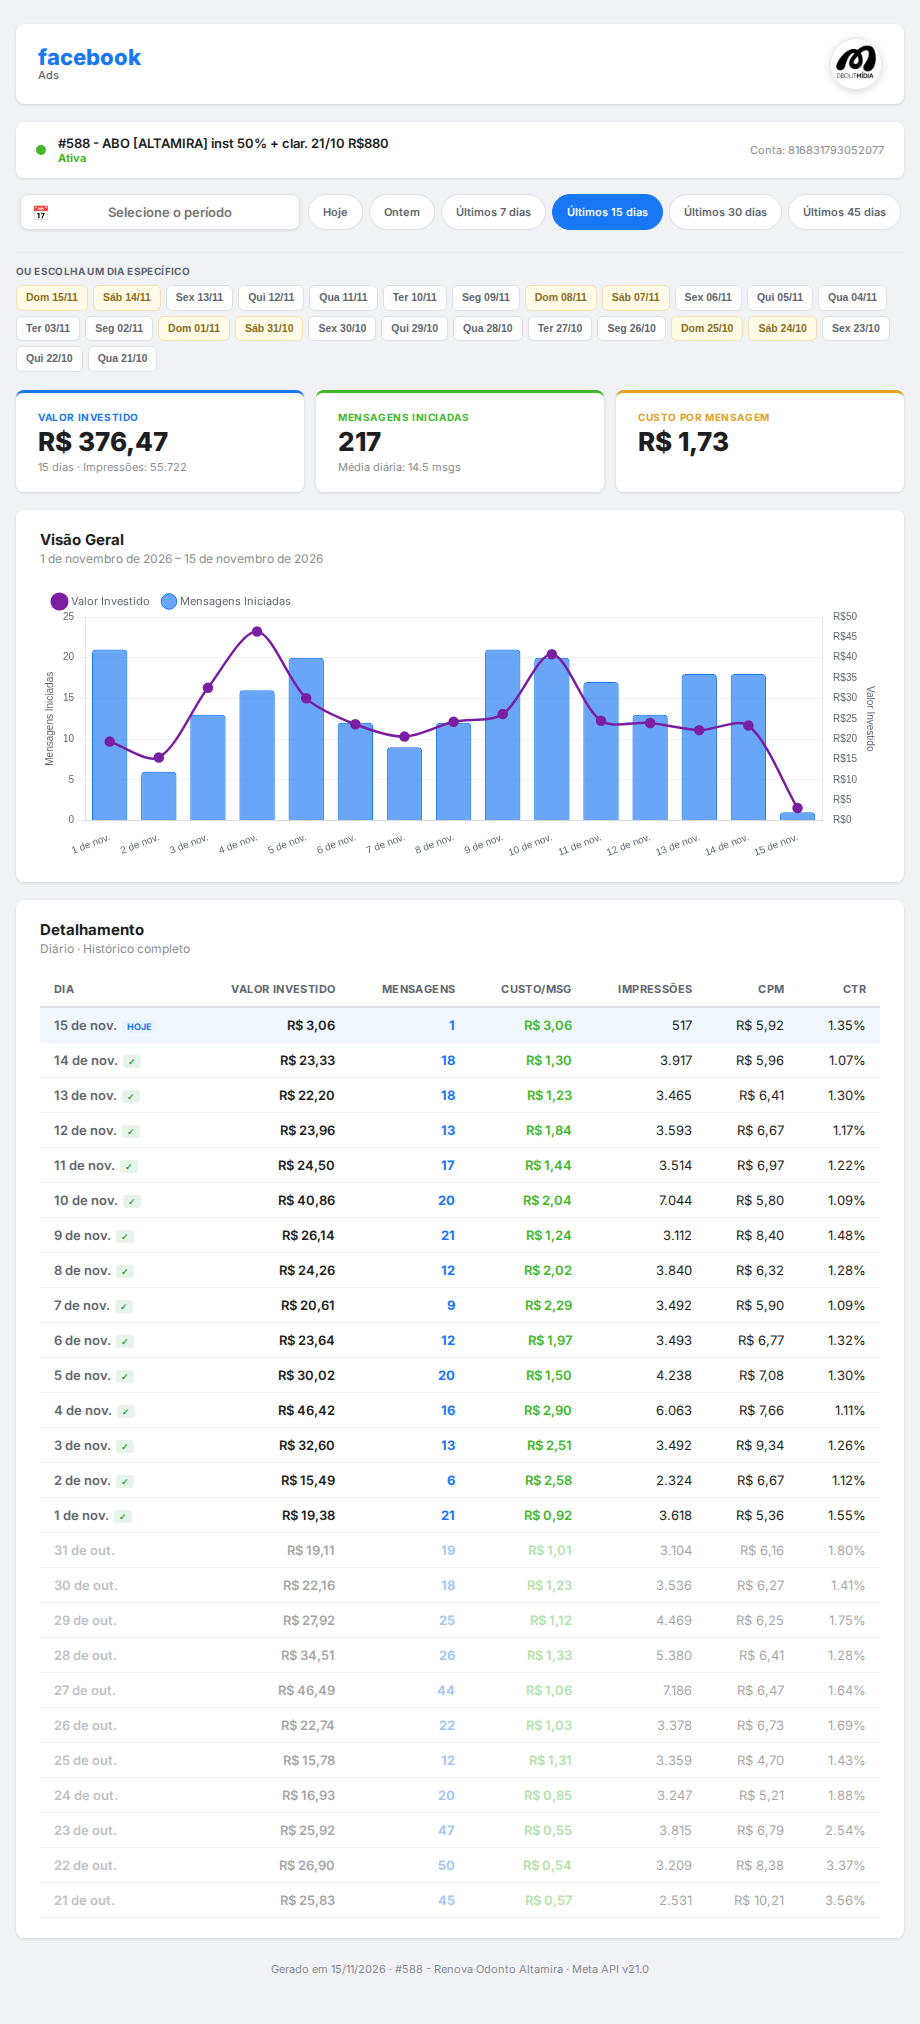 facebook
Ads
DBOUTMÍDIA
#588 - ABO [ALTAMIRA] inst 50% + clar. 21/10 R$880
Ativa
Conta: 816831793052077
Selecione o período
Hoje
Ontem
Últimos 7 dias
Últimos 15 dias
Últimos 30 dias
Últimos 45 dias
OU ESCOLHA UM DIA ESPECÍFICO
Dom 15/11 Sáb 14/11 Sex 13/11 Qui 12/11 Qua 11/11 Ter 10/11 Seg 09/11 Dom 08/11 Sáb 07/11 Sex 06/11 Qui 05/11 Qua 04/11
Ter 03/11 Seg 02/11 Dom 01/11 Sáb 31/10 Sex 30/10 Qui 29/10 Qua 28/10 Ter 27/10 Seg 26/10 Dom 25/10 Sáb 24/10 Sex 23/10
Qui 22/10 Qua 21/10
VALOR INVESTIDO
R$ 376,47
15 dias · Impressões: 55.722
MENSAGENS INICIADAS
217
Média diária: 14.5 msgs
CUSTO POR MENSAGEM
R$ 1,73
Visão Geral
1 de novembro de 2026 – 15 de novembro de 2026
Valor Investido Mensagens Iniciadas
Mensagens Iniciadas
25
20
15
10
5
0
R$50
R$45
R$40
R$35
R$30
R$25
R$20
R$15
R$10
R$5
R$0
Valor Investido
1 de nov. 2 de nov. 3 de nov. 4 de nov. 5 de nov. 6 de nov. 7 de nov. 8 de nov. 9 de nov. 10 de nov. 11 de nov. 12 de nov. 13 de nov. 14 de nov. 15 de nov.
Detalhamento
Diário · Histórico completo
DIA VALOR INVESTIDO MENSAGENS CUSTO/MSG IMPRESSÕES CPM CTR
15 de nov. HOJE R$ 3,06 1 R$ 3,06 517 R$ 5,92 1.35%
14 de nov. ✓ R$ 23,33 18 R$ 1,30 3.917 R$ 5,96 1.07%
13 de nov. ✓ R$ 22,20 18 R$ 1,23 3.465 R$ 6,41 1.30%
12 de nov. ✓ R$ 23,96 13 R$ 1,84 3.593 R$ 6,67 1.17%
11 de nov. ✓ R$ 24,50 17 R$ 1,44 3.514 R$ 6,97 1.22%
10 de nov. ✓ R$ 40,86 20 R$ 2,04 7.044 R$ 5,80 1.09%
9 de nov. ✓ R$ 26,14 21 R$ 1,24 3.112 R$ 8,40 1.48%
8 de nov. ✓ R$ 24,26 12 R$ 2,02 3.840 R$ 6,32 1.28%
7 de nov. ✓ R$ 20,61 9 R$ 2,29 3.492 R$ 5,90 1.09%
6 de nov. ✓ R$ 23,64 12 R$ 1,97 3.493 R$ 6,77 1.32%
5 de nov. ✓ R$ 30,02 20 R$ 1,50 4.238 R$ 7,08 1.30%
4 de nov. ✓ R$ 46,42 16 R$ 2,90 6.063 R$ 7,66 1.11%
3 de nov. ✓ R$ 32,60 13 R$ 2,51 3.492 R$ 9,34 1.26%
2 de nov. ✓ R$ 15,49 6 R$ 2,58 2.324 R$ 6,67 1.12%
1 de nov. ✓ R$ 19,38 21 R$ 0,92 3.618 R$ 5,36 1.55%
31 de out. R$ 19,11 19 R$ 1,01 3.104 R$ 6,16 1.80%
30 de out. R$ 22,16 18 R$ 1,23 3.536 R$ 6,27 1.41%
29 de out. R$ 27,92 25 R$ 1,12 4.469 R$ 6,25 1.75%
28 de out. R$ 34,51 26 R$ 1,33 5.380 R$ 6,41 1.28%
27 de out. R$ 46,49 44 R$ 1,06 7.186 R$ 6,47 1.64%
26 de out. R$ 22,74 22 R$ 1,03 3.378 R$ 6,73 1.69%
25 de out. R$ 15,78 12 R$ 1,31 3.359 R$ 4,70 1.43%
24 de out. R$ 16,93 20 R$ 0,85 3.247 R$ 5,21 1.88%
23 de out. R$ 25,92 47 R$ 0,55 3.815 R$ 6,79 2.54%
22 de out. R$ 26,90 50 R$ 0,54 3.209 R$ 8,38 3.37%
21 de out. R$ 25,83 45 R$ 0,57 2.531 R$ 10,21 3.56%
Gerado em 15/11/2026 · #588 - Renova Odonto Altamira · Meta API v21.0